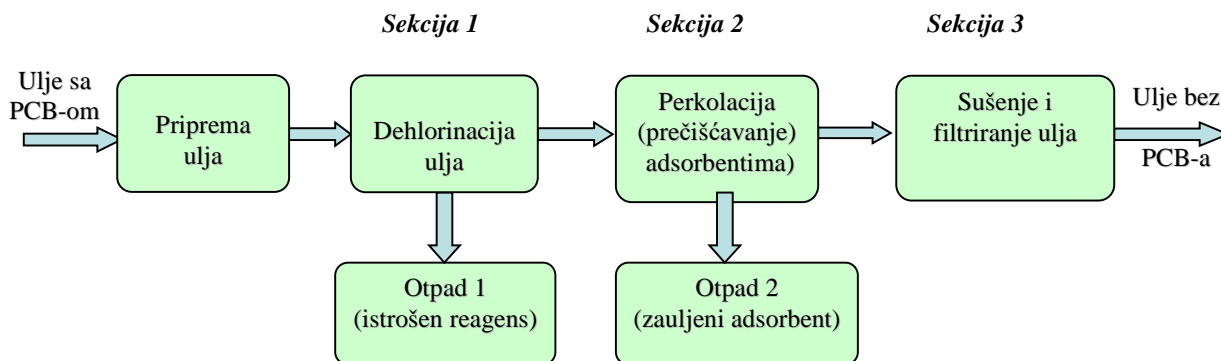 Sekcija 1
Sekcija 2
Sekcija 3
Ulje sa
PCB-om
Priprema
ulja
Dehlorinacija
ulja
Perkolacija
(prečišćavanje)
adsorbentima)
Sušenje i
filtriranje ulja
Ulje bez
PCB-a
Otpad 1
(istrošen reagens)
Otpad 2
(zauljeni adsorbent)